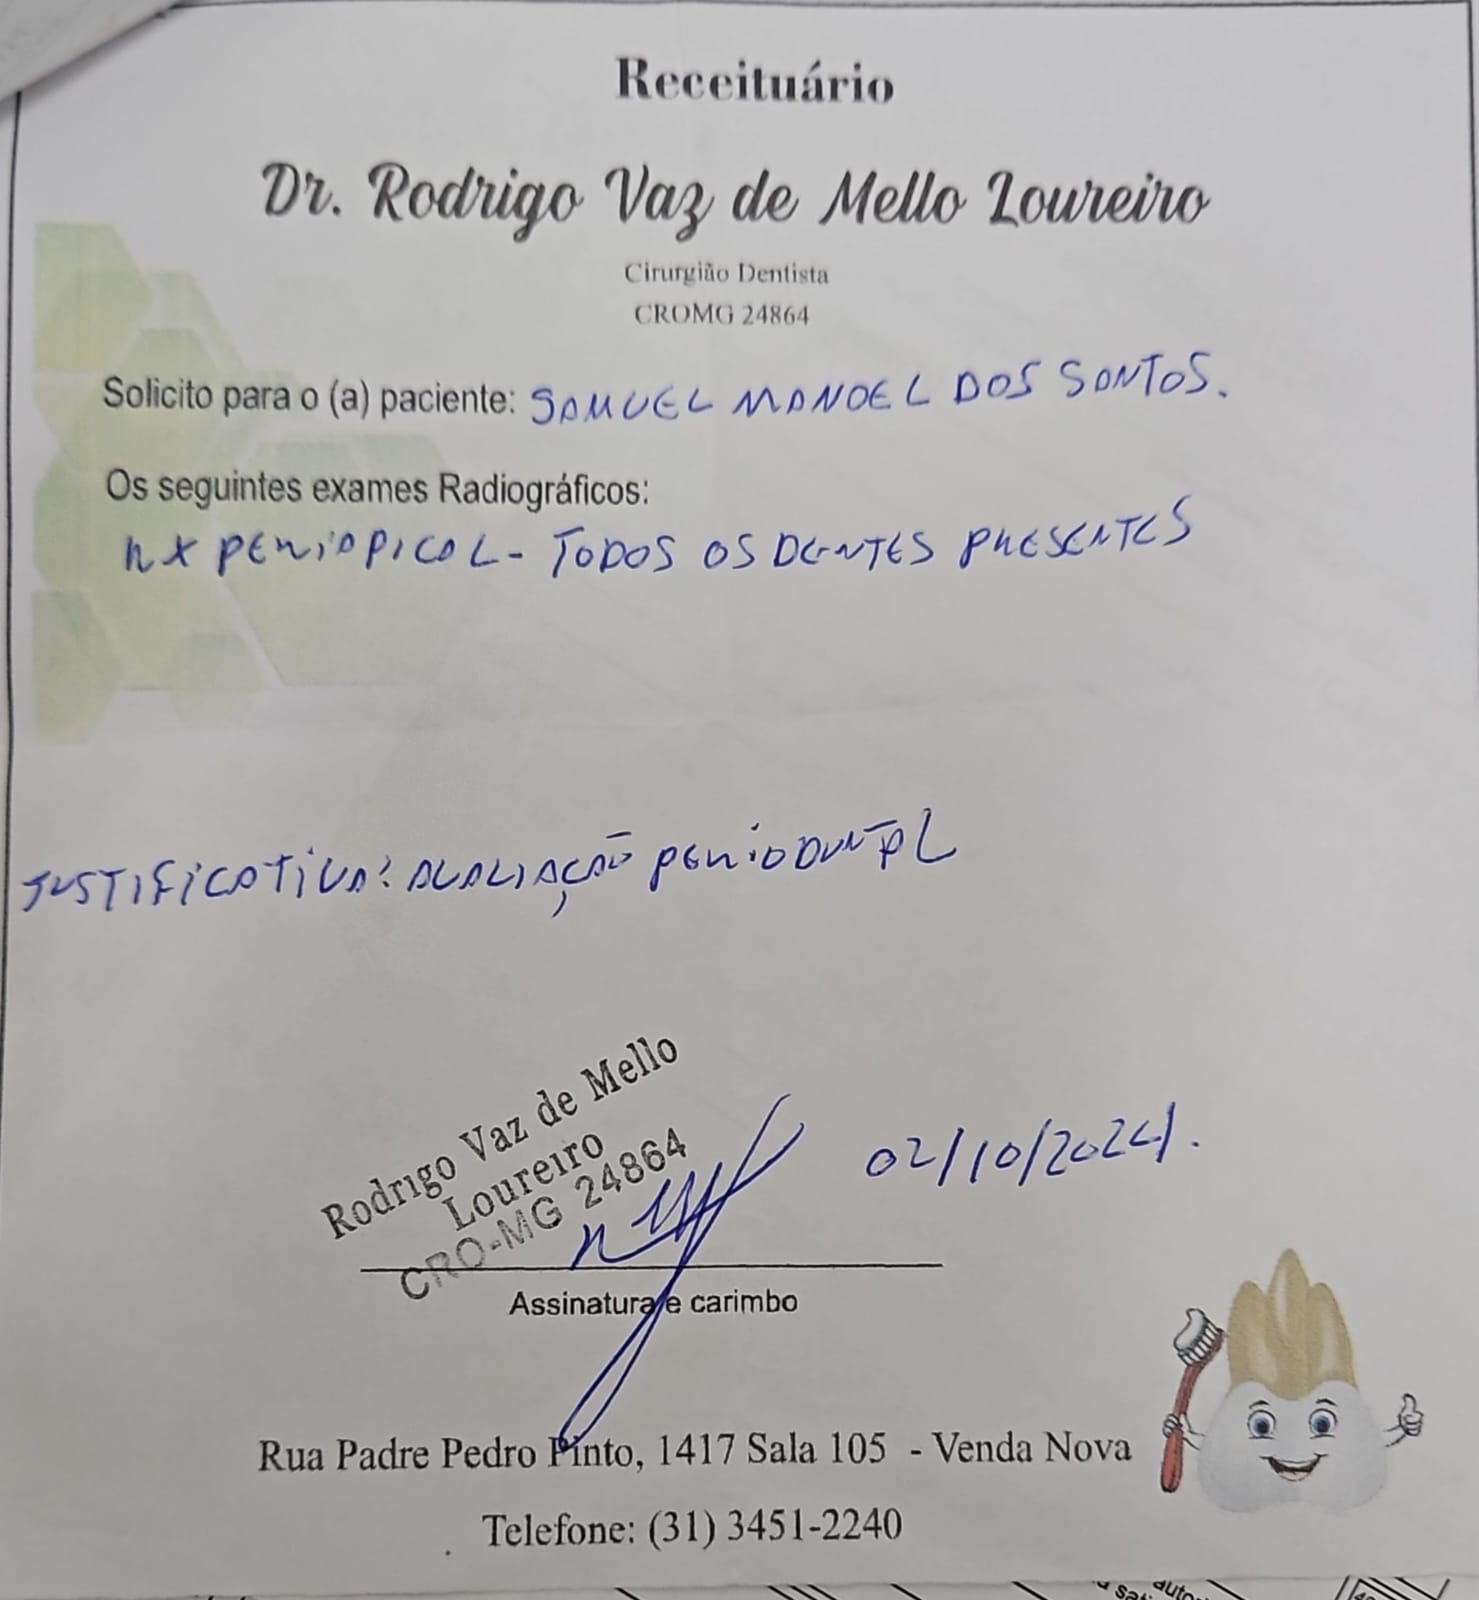 Receituário
Dr. Rodrigo Vaz de Mello Loureiro
Cirurgião Dentista
CROMG 24864
Solicito para o (a) paciente: SAMUEL MANOEL DOS SANTOS.
Os seguintes exames Radiográficos:
RX PERIAPICAL - TODOS OS DENTES PRESENTES
JUSTIFICATIVA: AVALIAÇÃO PERIODONTAL
Rodrigo Vaz de Mello
Loureiro
CRO-MG 24864
02/10/2024.
Assinatura e carimbo
Rua Padre Pedro Pinto, 1417 Sala 105 - Venda Nova
Telefone: (31) 3451-2240